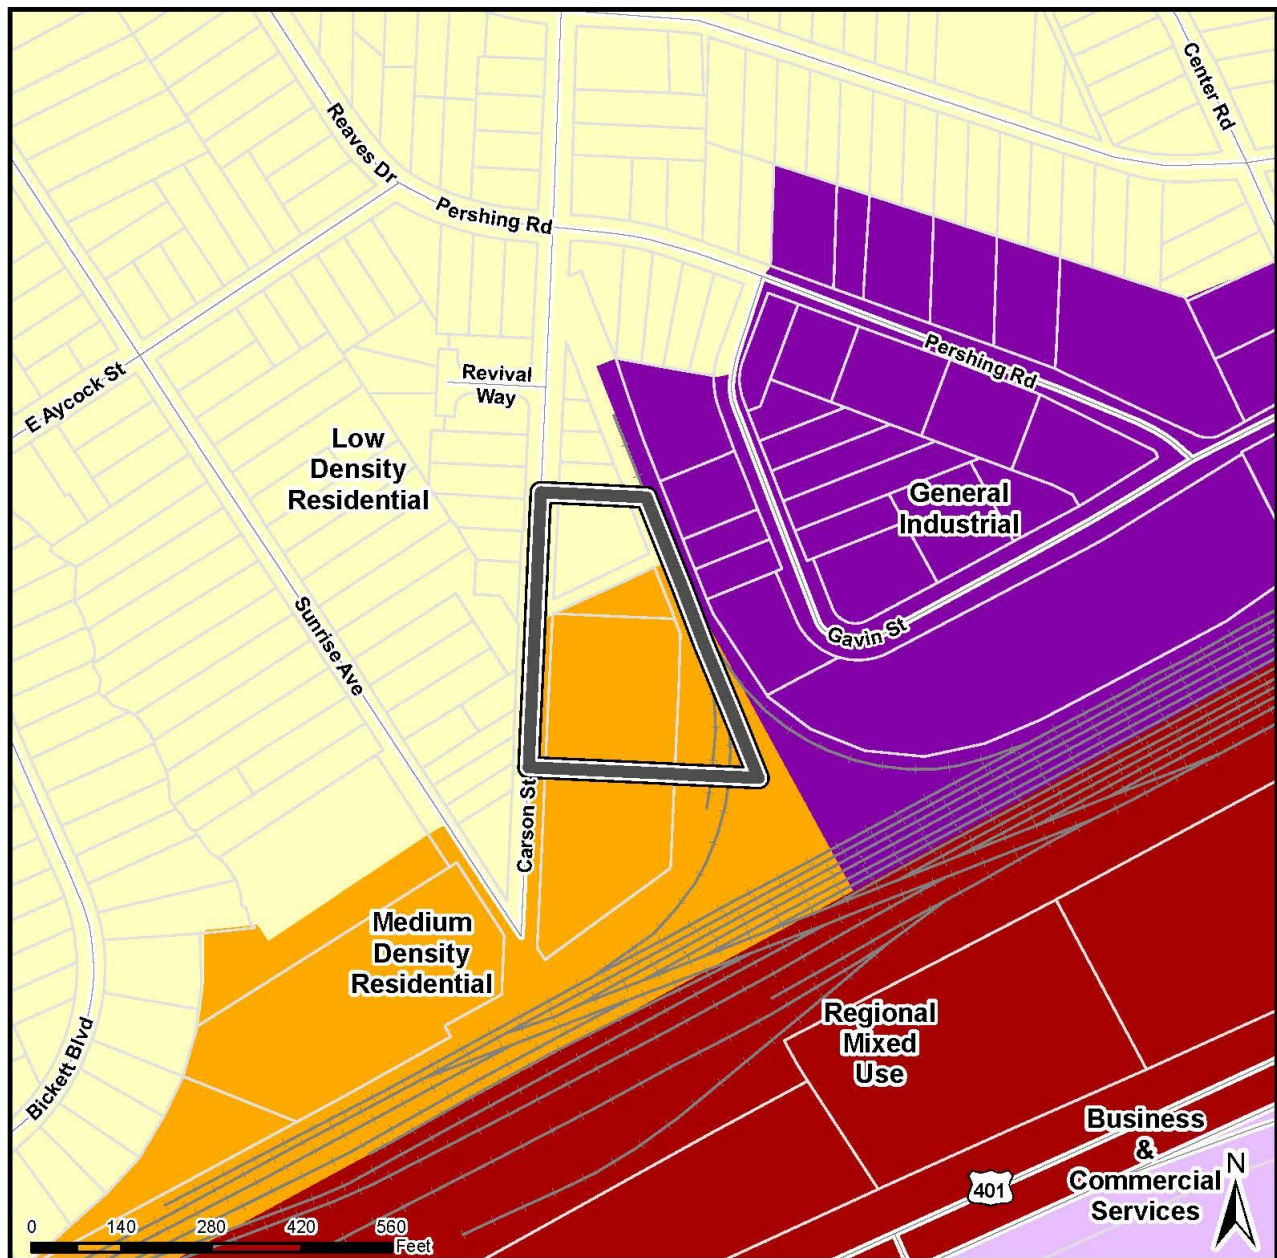 Center Rd
Reaves Dr
Pershing Rd
Pershing Rd
E Aycock St
Revival
Way
Low
Density
Residential
General
Industrial
Sunrise Ave
Gavin St
Carson St
Medium
Density
Residential
Regional
Mixed
Use
Bickett Blvd
Business
&
Commercial
Services
401
N
0 140 280 420 560
Feet